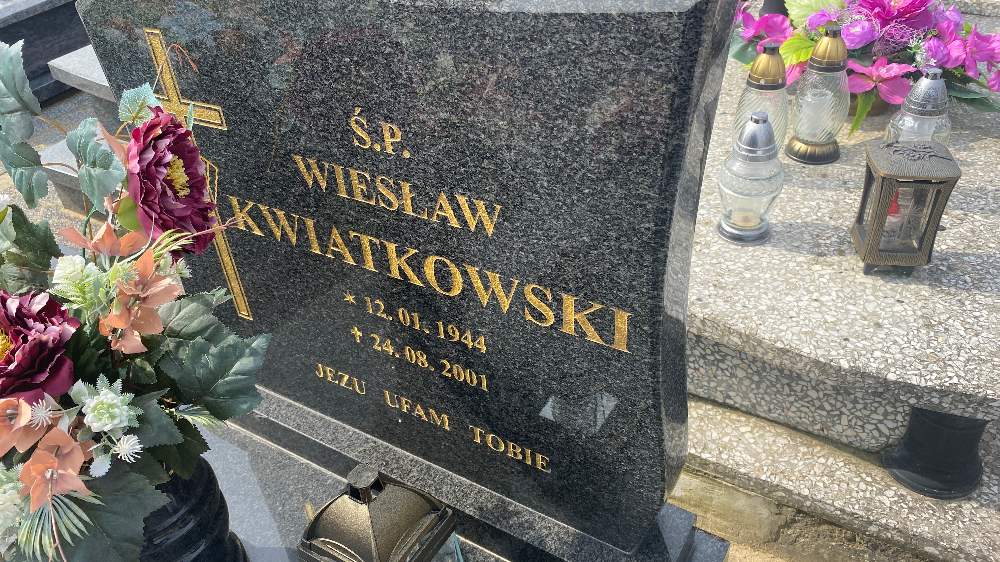 Ś.P.
WIESŁAW
KWIATKOWSKI
* 12. 01. 1944
✝ 24. 08. 2001
JEZU UFAM TOBIE